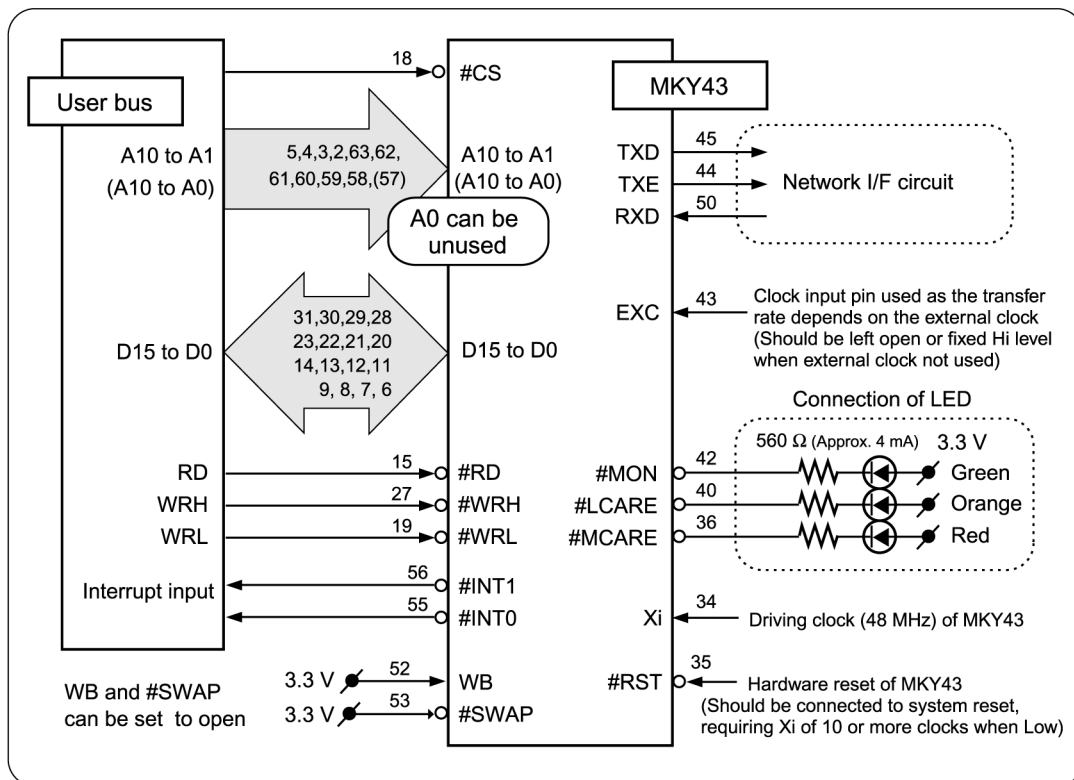 18
#CS
User bus
MKY43
A10 to A1
(A10 to A0)
5,4,3,2,63,62,
61,60,59,58,(57)
A10 to A1
(A10 to A0)
A0 can be
unused
TXD
45
TXE
44
RXD
50
Network I/F circuit
EXC
43
Clock input pin used as the transfer
rate depends on the external clock
(Should be left open or fixed Hi level
when external clock not used)
D15 to D0
31,30,29,28
23,22,21,20
14,13,12,11
9, 8, 7, 6
D15 to D0
Connection of LED
560 Ω (Approx. 4 mA)
3.3 V
#MON
42
Green
#LCARE
40
Orange
#MCARE
36
Red
RD
15
#RD
WRH
27
#WRH
WRL
19
#WRL
Interrupt input
56
#INT1
55
#INT0
Xi
34
Driving clock (48 MHz) of MKY43
#RST
35
Hardware reset of MKY43
(Should be connected to system reset,
requiring Xi of 10 or more clocks when Low)
WB and #SWAP
can be set to open
3.3 V
52
WB
3.3 V
53
#SWAP